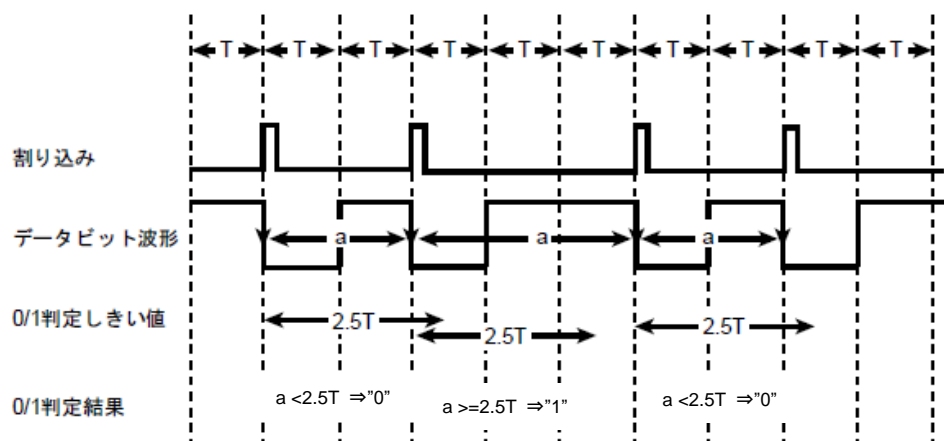 T T T T T T T T T T
割り込み
データビット波形 a a a
0/1判定しきい値 2.5T 2.5T 2.5T
0/1判定結果 a <2.5T ⇒"0" a >=2.5T ⇒"1" a <2.5T ⇒"0"